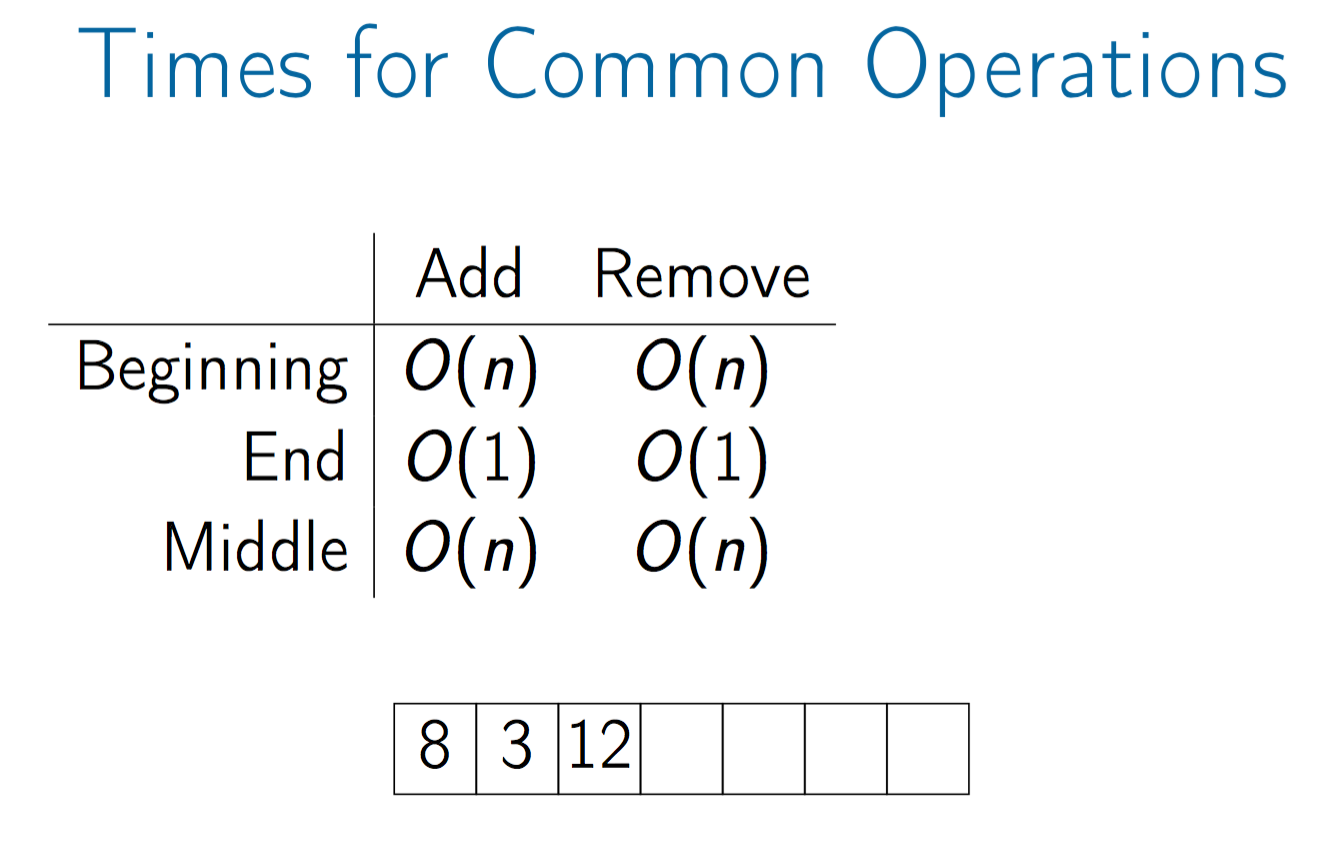 Times for Common Operations
Add Remove
Beginning O(n) O(n)
End O(1) O(1)
Middle O(n) O(n)
8 3 12